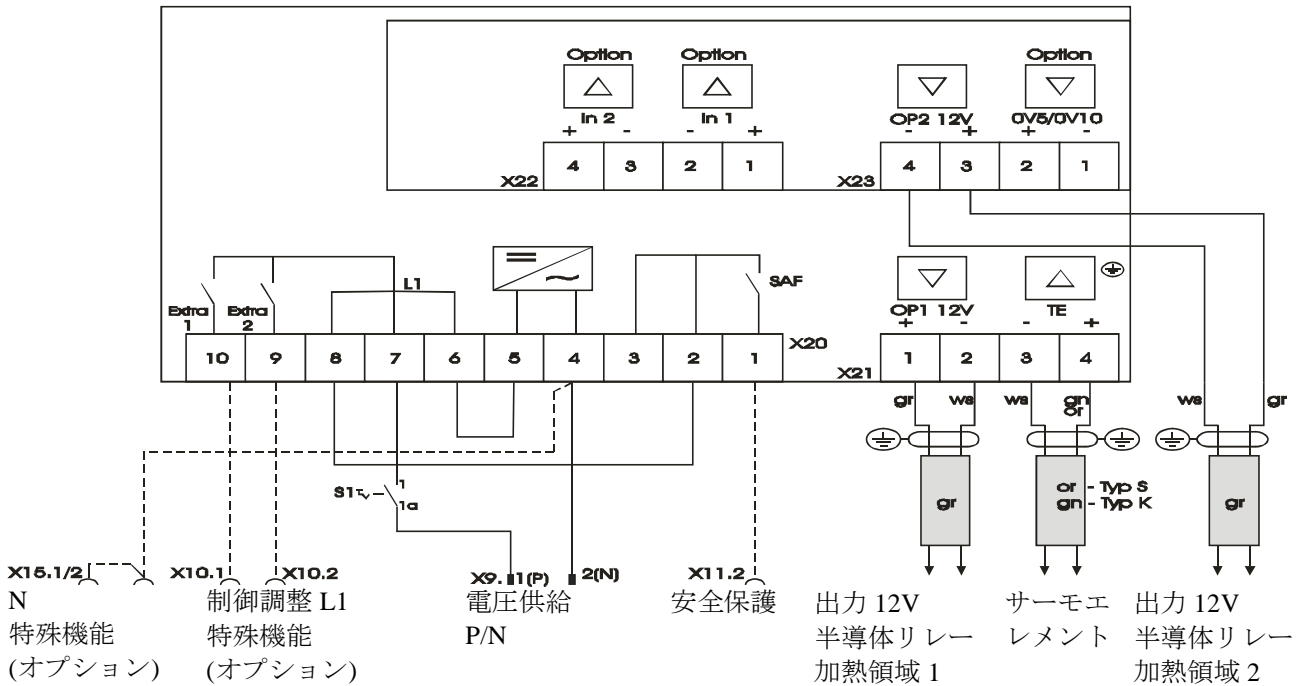 Option Option Option
In 2 In 1 OP2 12V 0V5/0V10
+ - - + - + + -
X22 4 3 2 1 X23 4 3 2 1
L1 SAF
Extra 1 Extra 2
OP1 12V TE
+ - - +
10 9 8 7 6 5 4 3 2 1 X20
X21 1 2 3 4
gr ws ws gn ws gr
or
S1 1
1a
gr or - Typ S gr
gn - Typ K
X15.1/2 X10.1 X10.2 X9. 1(P) 2(N) X11.2
N
特殊機能
(オプション)
制御調整 L1
特殊機能
(オプション)
電圧供給
P/N
安全保護
出力 12V
半導体リレー
加熱領域 1
サーモエ
レメント
出力 12V
半導体リレー
加熱領域 2